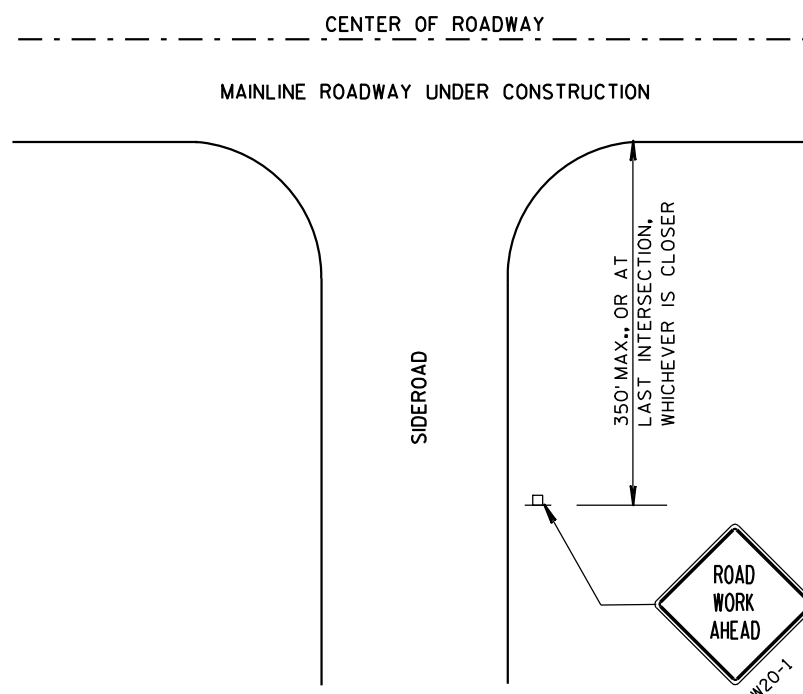 CENTER OF ROADWAY
MAINLINE ROADWAY UNDER CONSTRUCTION
SIDEROAD
350' MAX., OR AT
LAST INTERSECTION,
WHICHEVER IS CLOSER
ROAD
WORK
AHEAD
W20-1